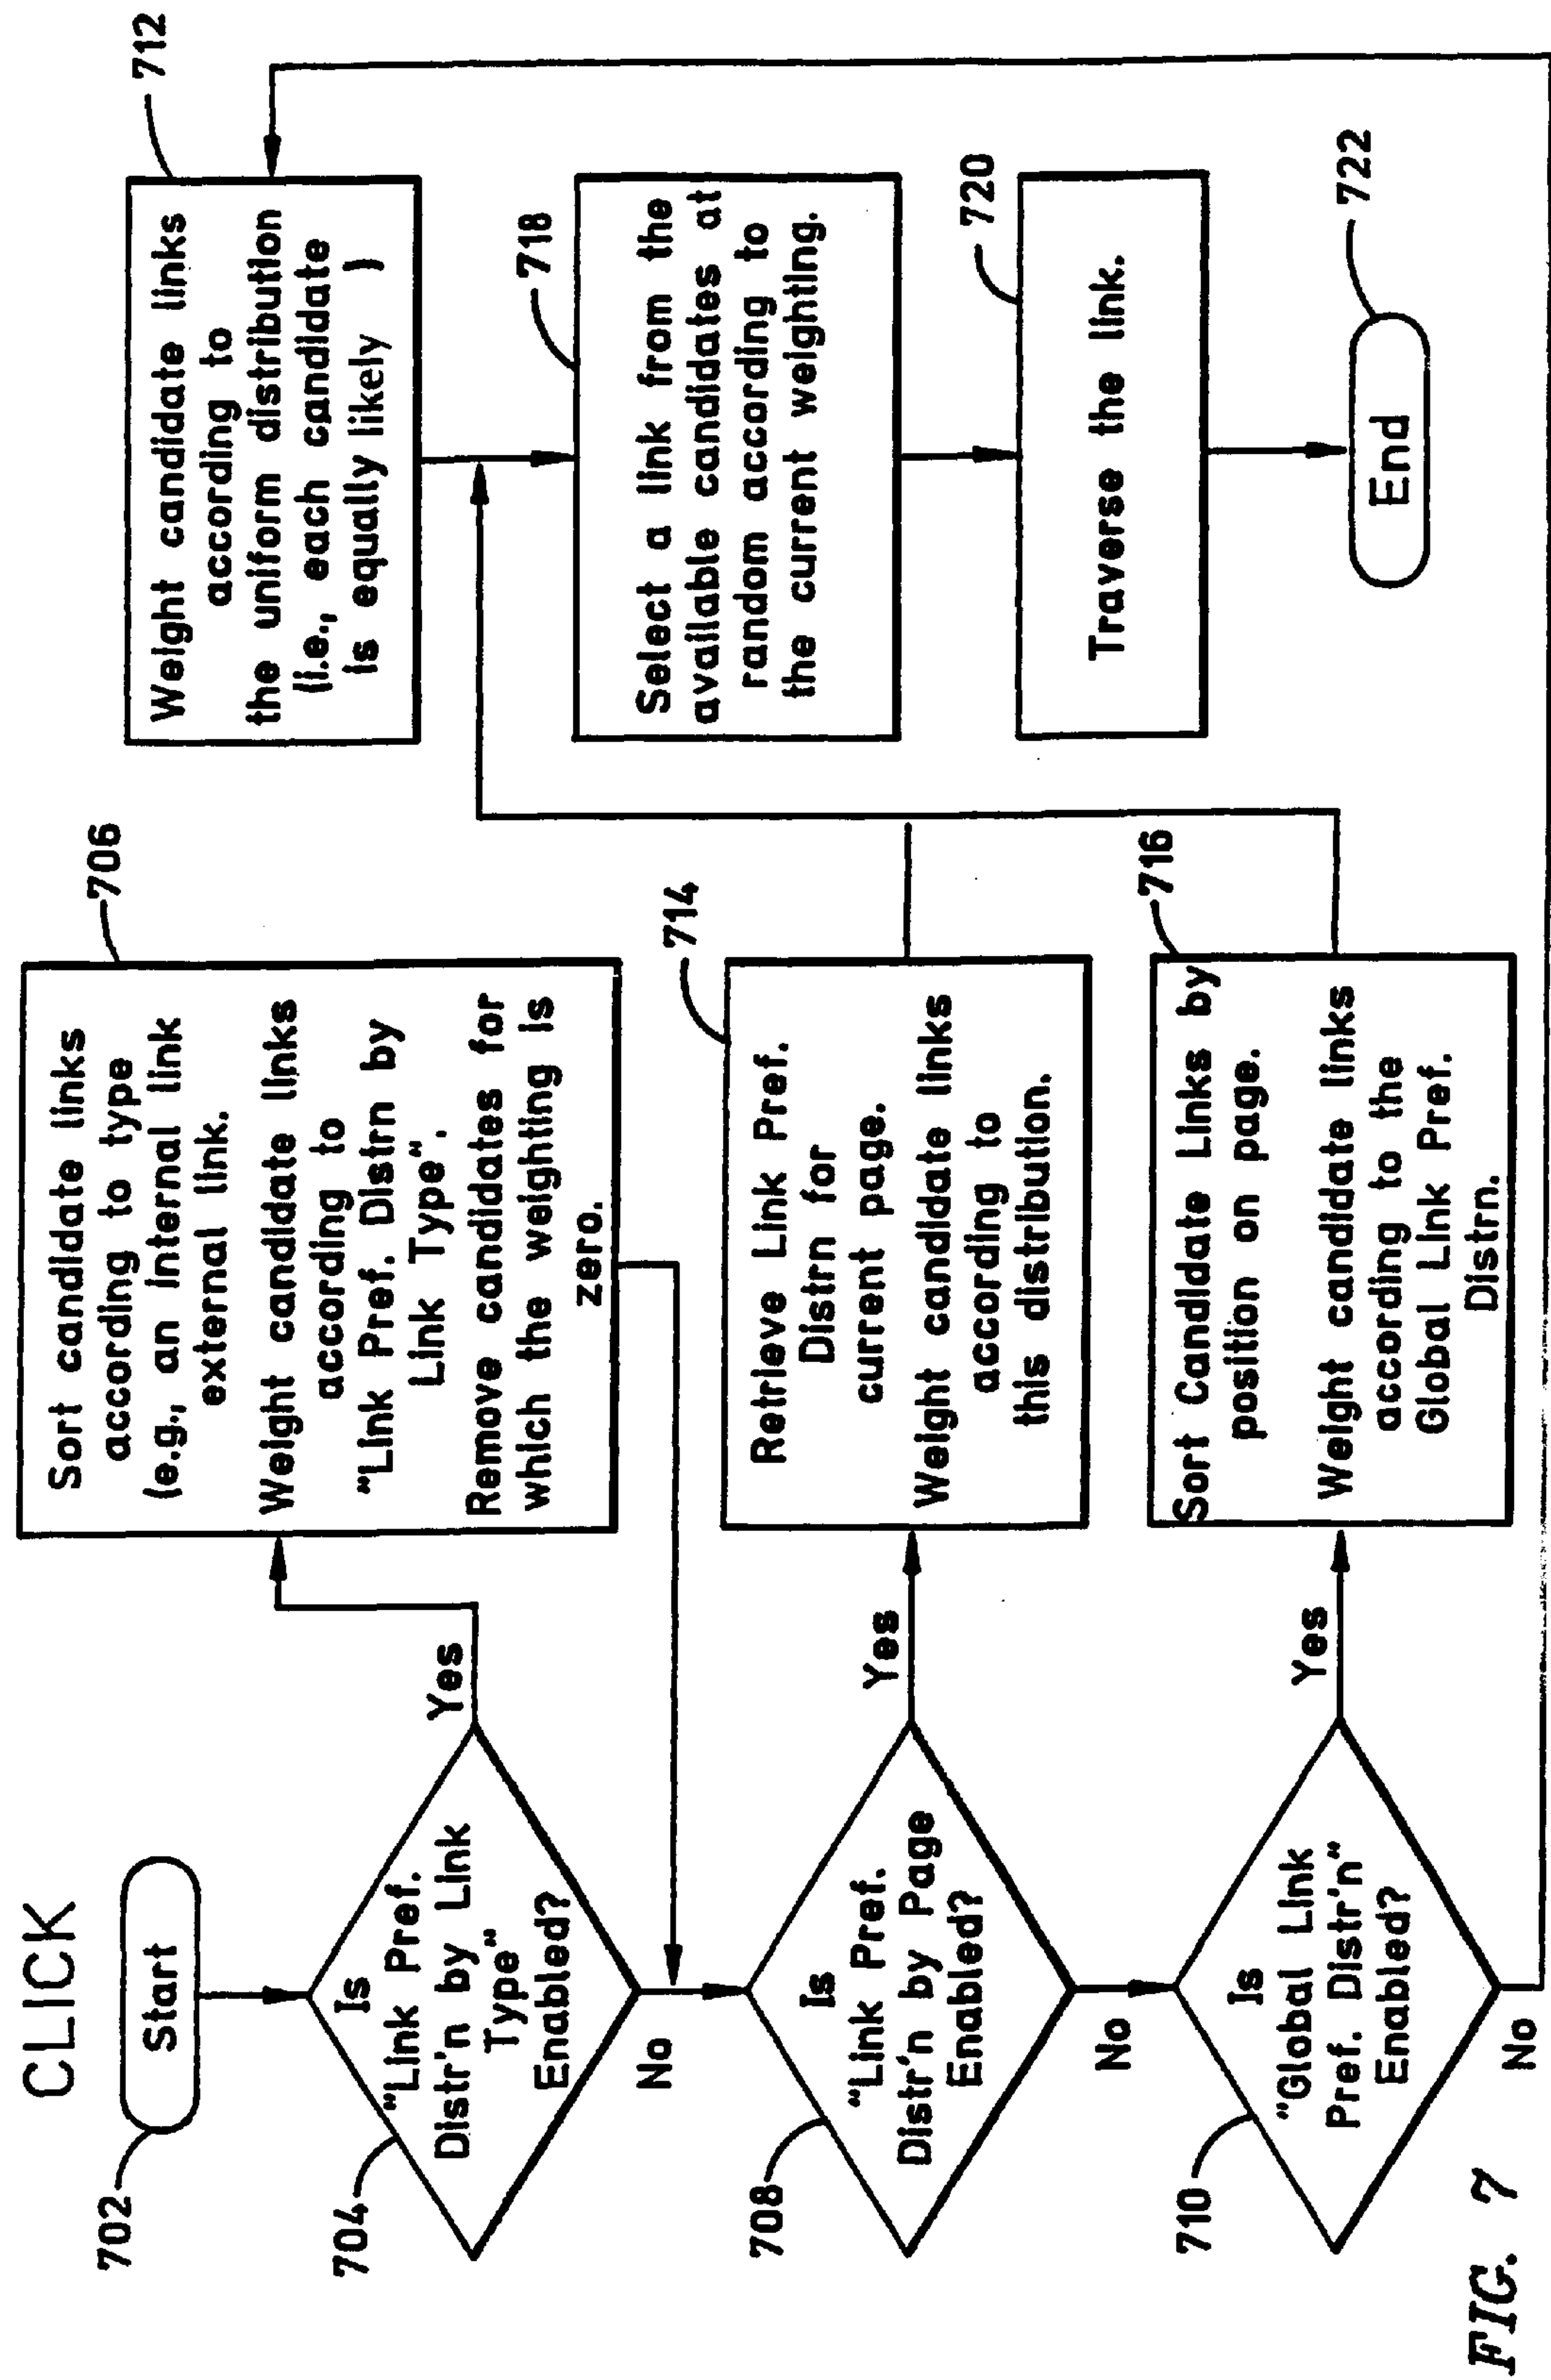 CLICK
702
Start
704
Is
"Link Pref.
Distr'n by Link
Type"
Enabled?
Yes
No
706
Sort candidate links
according to type
(e.g., an internal link
external link.
Weight candidate links
according to
"Link Pref. Distrn by
Link Type".
Remove candidates for
which the weighting is
zero.
708
Is
"Link Pref.
Distr'n by Page
Enabled?
Yes
No
714
Retrieve Link Pref.
Distrn for
current page.
Weight candidate links
according to
this distribution.
710
Is
"Global Link
Pref. Distr'n"
Enabled?
Yes
No
716
Sort Candidate Links by
position on page.
Weight candidate links
according to the
Global Link Pref.
Distrn.
712
Weight candidate links
according to
the uniform distribution
(i.e., each candidate
is equally likely )
718
Select a link from the
available candidates at
random according to
the current weighting.
720
Traverse the link.
722
End
FIG. 7